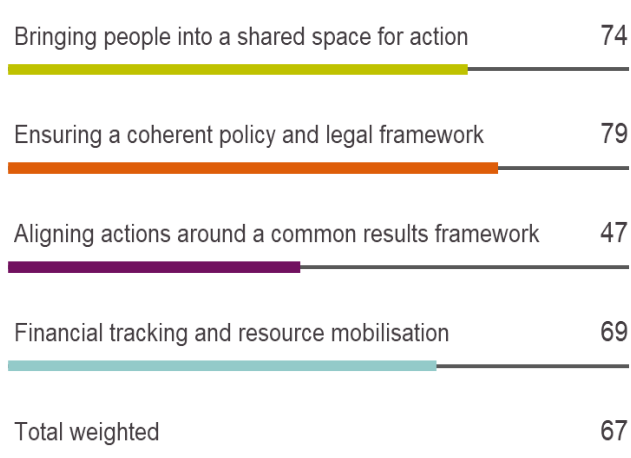 Bringing people into a shared space for action 74
Ensuring a coherent policy and legal framework 79
Aligning actions around a common results framework 47
Financial tracking and resource mobilisation 69
Total weighted 67